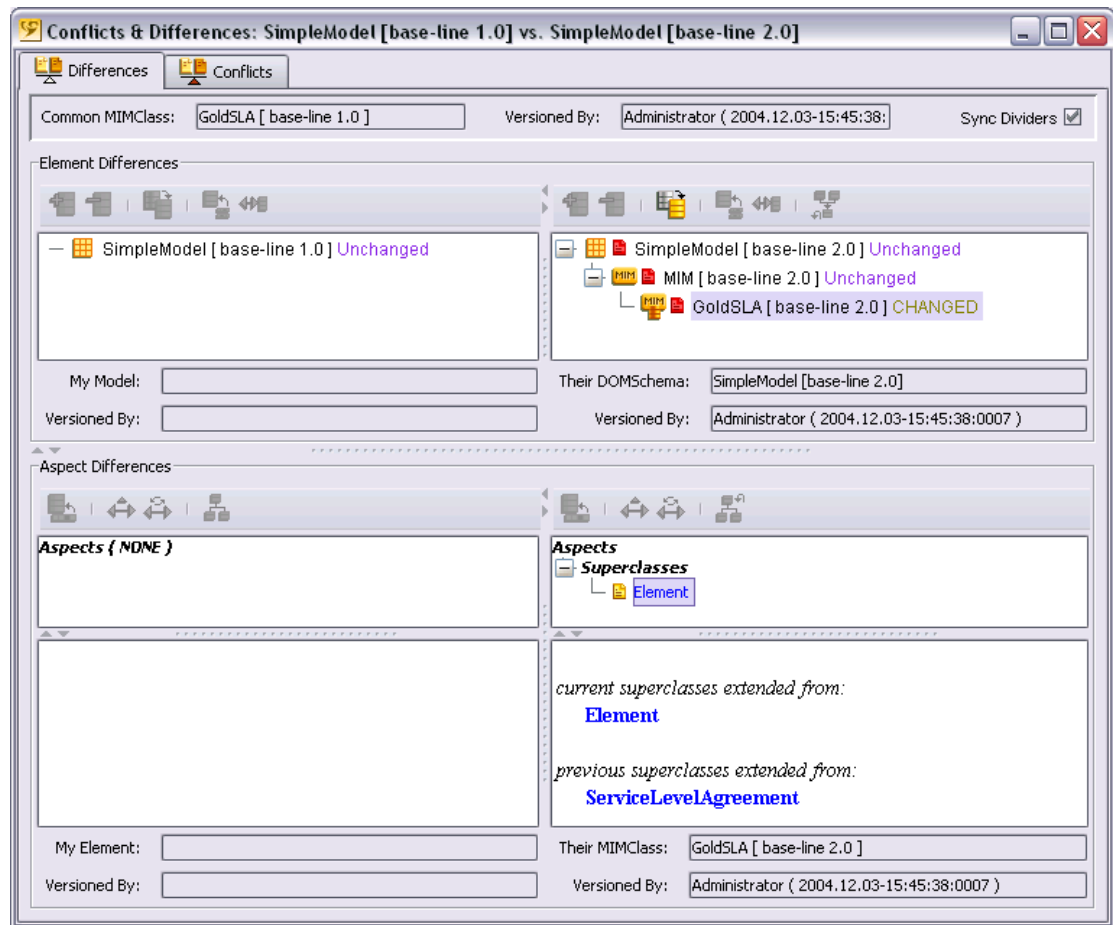 Conflicts & Differences: SimpleModel [base-line 1.0] vs. SimpleModel [base-line 2.0]
Differences Conflicts
Common MIMClass: GoldSLA [ base-line 1.0 ] Versioned By: Administrator ( 2004.12.03-15:45:38: Sync Dividers
Element Differences
SimpleModel [ base-line 1.0 ] Unchanged
SimpleModel [ base-line 2.0 ] Unchanged
MIM MIM [ base-line 2.0 ] Unchanged
MIM GoldSLA [ base-line 2.0 ] CHANGED
My Model: Their DOMSchema: SimpleModel [base-line 2.0]
Versioned By: Versioned By: Administrator ( 2004.12.03-15:45:38:0007 )
Aspect Differences
Aspects { NONE }
Aspects
Superclasses
Element
current superclasses extended from:
Element
previous superclasses extended from:
ServiceLevelAgreement
My Element: Their MIMClass: GoldSLA [ base-line 2.0 ]
Versioned By: Versioned By: Administrator ( 2004.12.03-15:45:38:0007 )